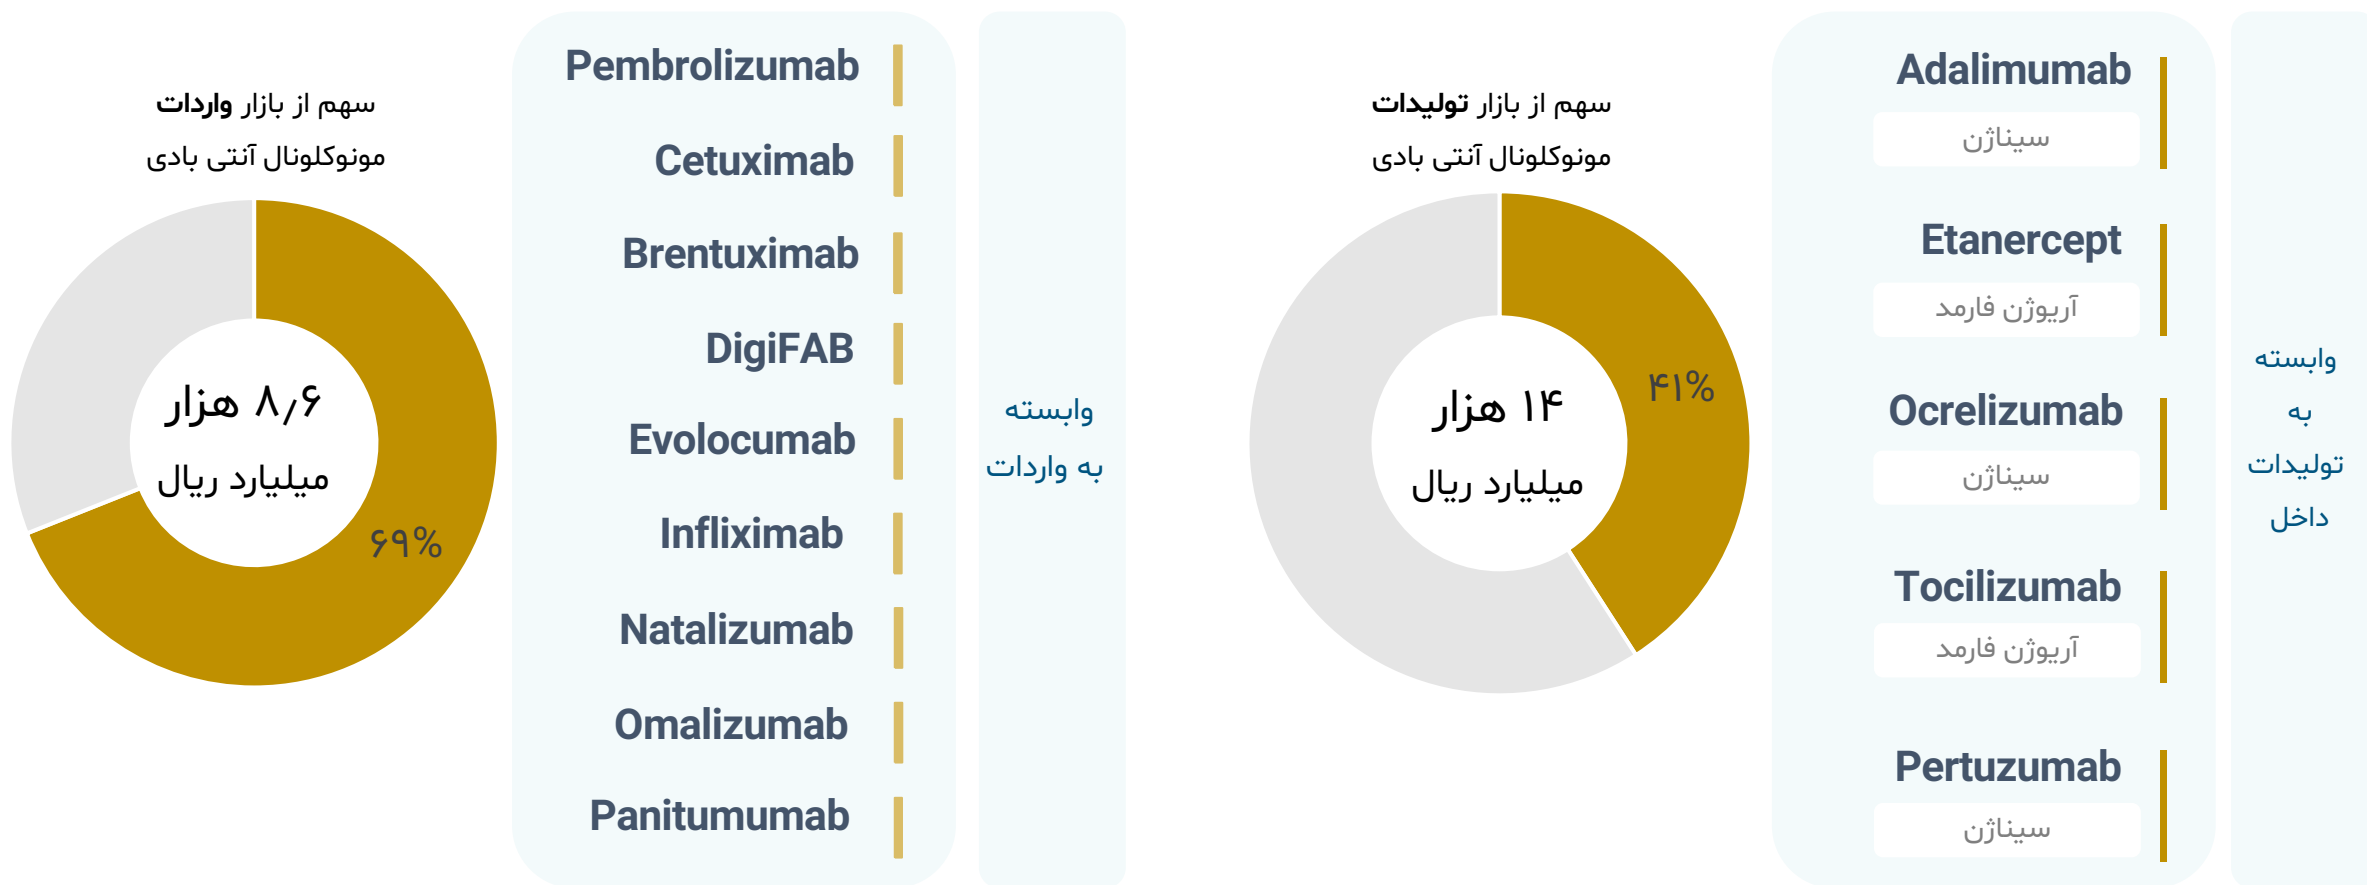 وابسته
به
تولیدات
داخل
Adalimumab
سیناژن
Etanercept
آریوژن فارمد
Ocrelizumab
سیناژن
Tocilizumab
آریوژن فارمد
Pertuzumab
سیناژن
سهم از بازار تولیدات
مونوکلونال آنتی بادی
۴۱%
۱۴ هزار
میلیارد ریال
وابسته
به واردات
Pembrolizumab
Cetuximab
Brentuximab
DigiFAB
Evolocumab
Infliximab
Natalizumab
Omalizumab
Panitumumab
سهم از بازار واردات
مونوکلونال آنتی بادی
۸٫۶ هزار
میلیارد ریال
۶۹%